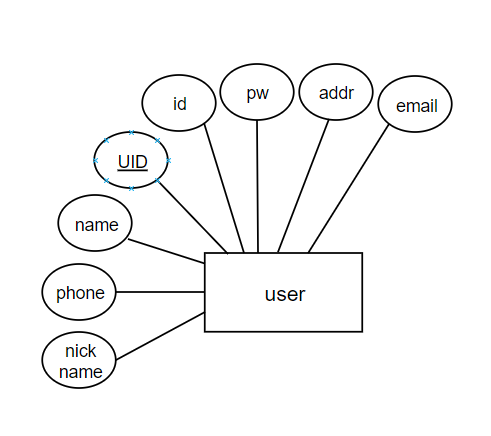 id
pw
addr
email
UID
name
phone
nick
name
user